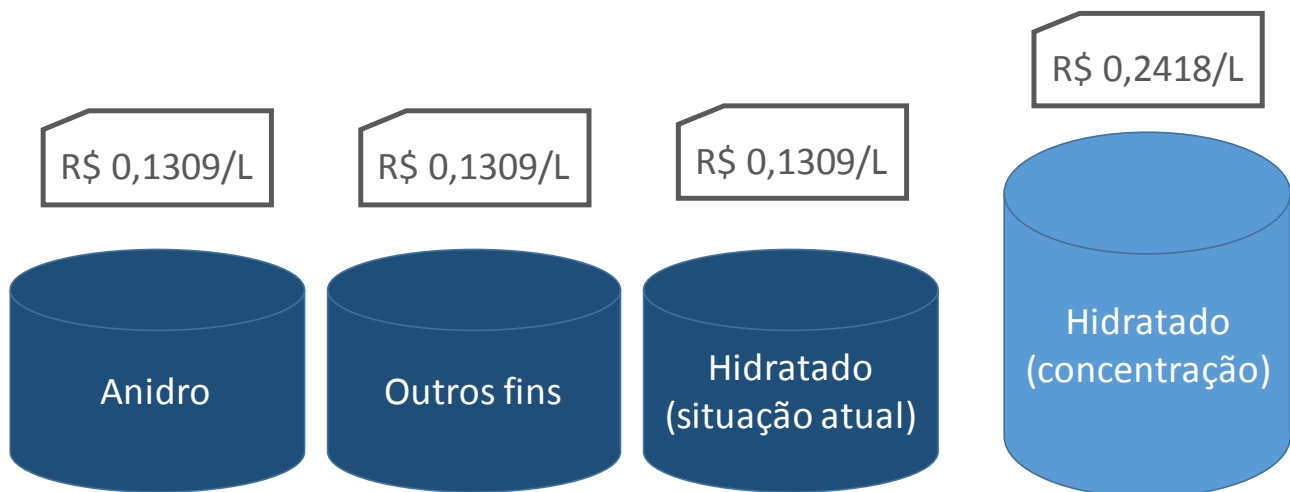 R$ 0,1309/L
Anidro
R$ 0,1309/L
Outros fins
R$ 0,1309/L
Hidratado
(situação atual)
R$ 0,2418/L
Hidratado
(concentração)